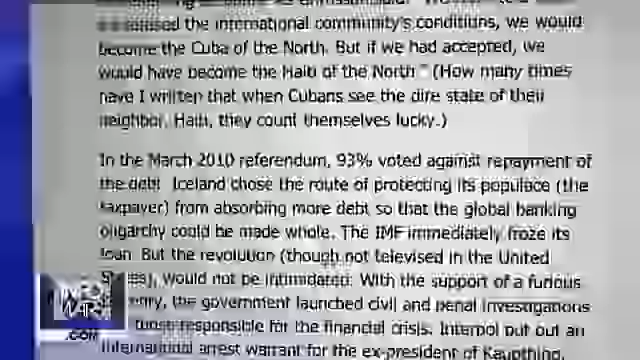 refused the international community's conditions, we would
become the Cuba of the North. But if we had accepted, we
would have become the Haiti of the North." (How many times
have I written that when Cubans see the dire state of their
neighbor, Haiti, they count themselves lucky.)
In the March 2010 referendum, 93% voted against repayment of
the debt. Iceland chose the route of protecting its populace (the
taxpayer) from absorbing more debt so that the global banking
oligarchy could be made whole. The IMF immediately froze its
loan. But the revolution (though not televised in the United
States), would not be intimidated. With the support of a furious
the government launched civil and penal investigations
responsible for the financial crisis. Interpol put out an
international arrest warrant for the ex-president of Kaupthing,
INFO
WARS
.COM